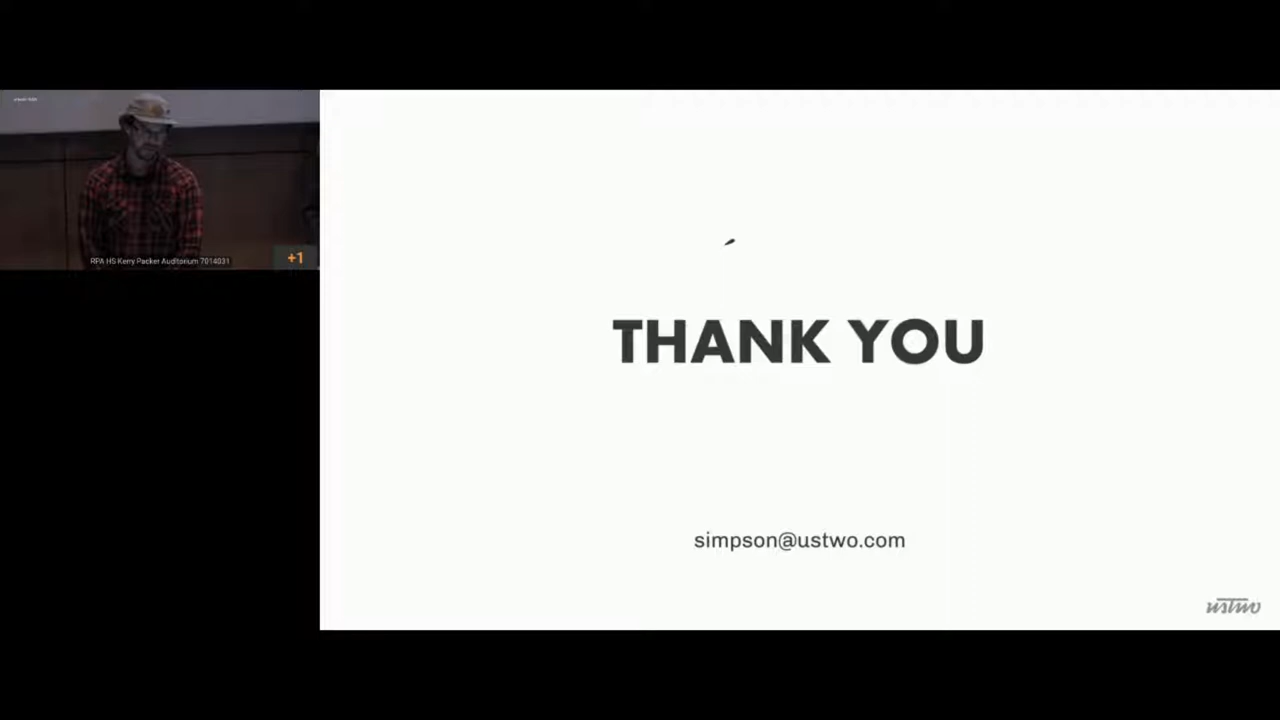 RPA HS Kerry Packer Auditorium 7014031
+1
THANK YOU
simpson@ustwo.com
ustwo